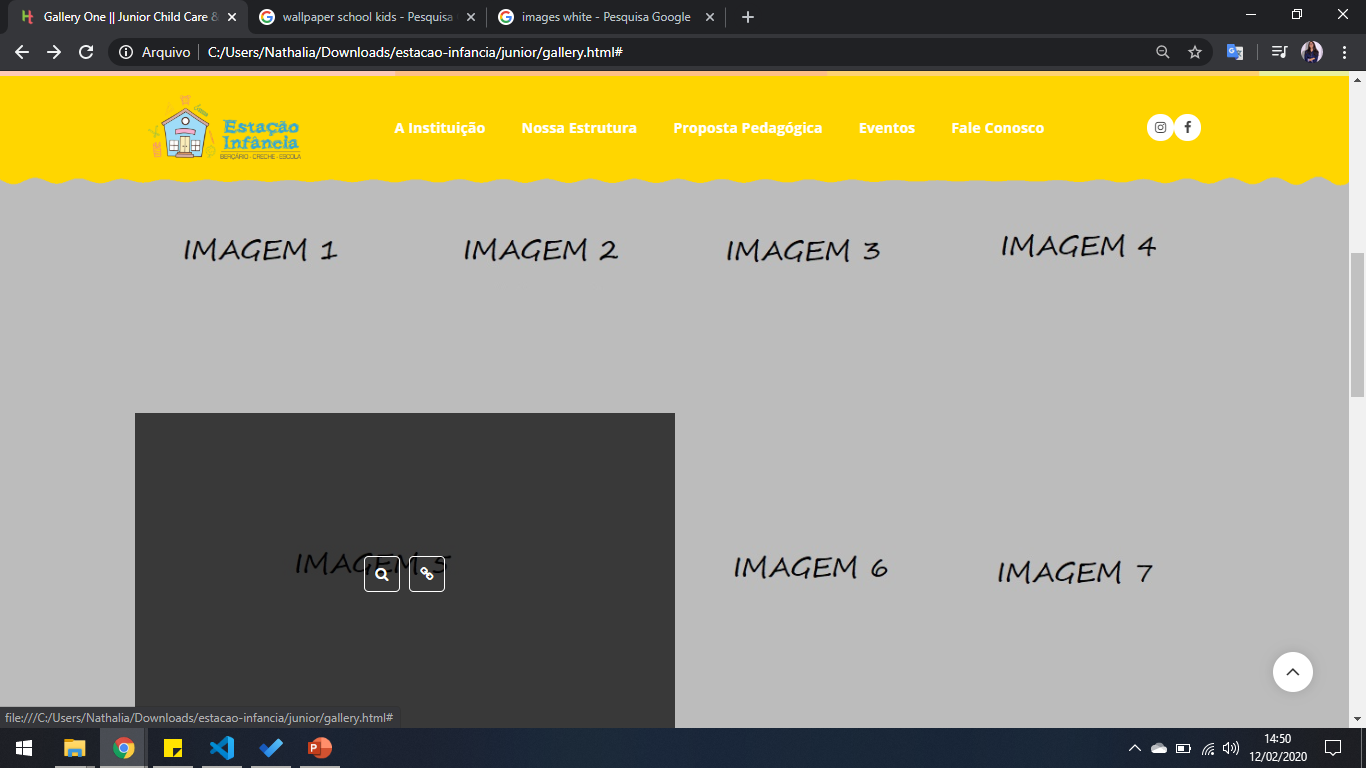 Gallery One || Junior Child Care &
wallpaper school kids - Pesquisa
images white - Pesquisa Google
Arquivo
C:/Users/Nathalia/Downloads/estacao-infancia/junior/gallery.html#
Estação
Infância
BERÇÁRIO - CRECHE - ESCOLA
A Instituição
Nossa Estrutura
Proposta Pedagógica
Eventos
Fale Conosco
IMAGEM 1
IMAGEM 2
IMAGEM 3
IMAGEM 4
IMAGEM 5
IMAGEM 6
IMAGEM 7
file:///C:/Users/Nathalia/Downloads/estacao-infancia/junior/gallery.html#
14:50
12/02/2020